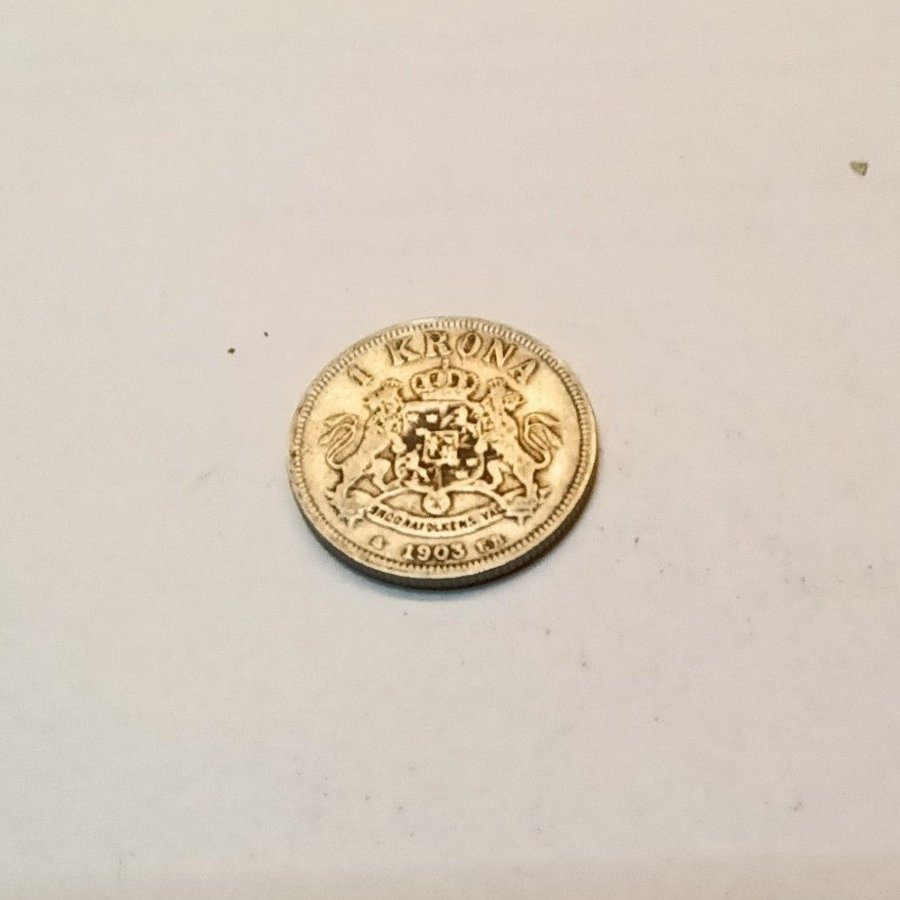 1 KRONA
BRÖDRAFOLKENS VÄL
1903